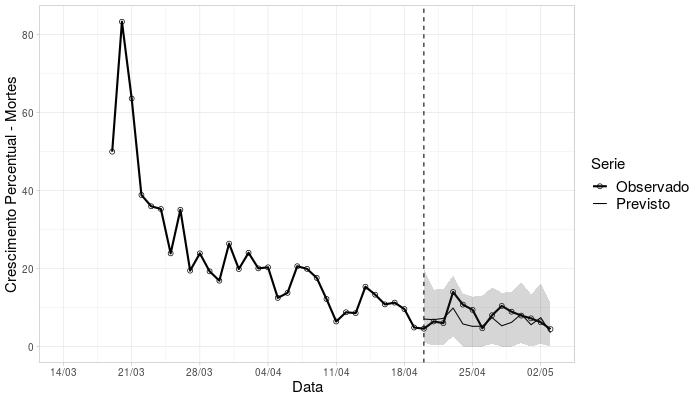 Crescimento Percentual - Mortes
80
60
40
20
0
14/03 21/03 28/03 04/04 11/04 18/04 25/04 02/05
Data
Serie
Observado
Previsto